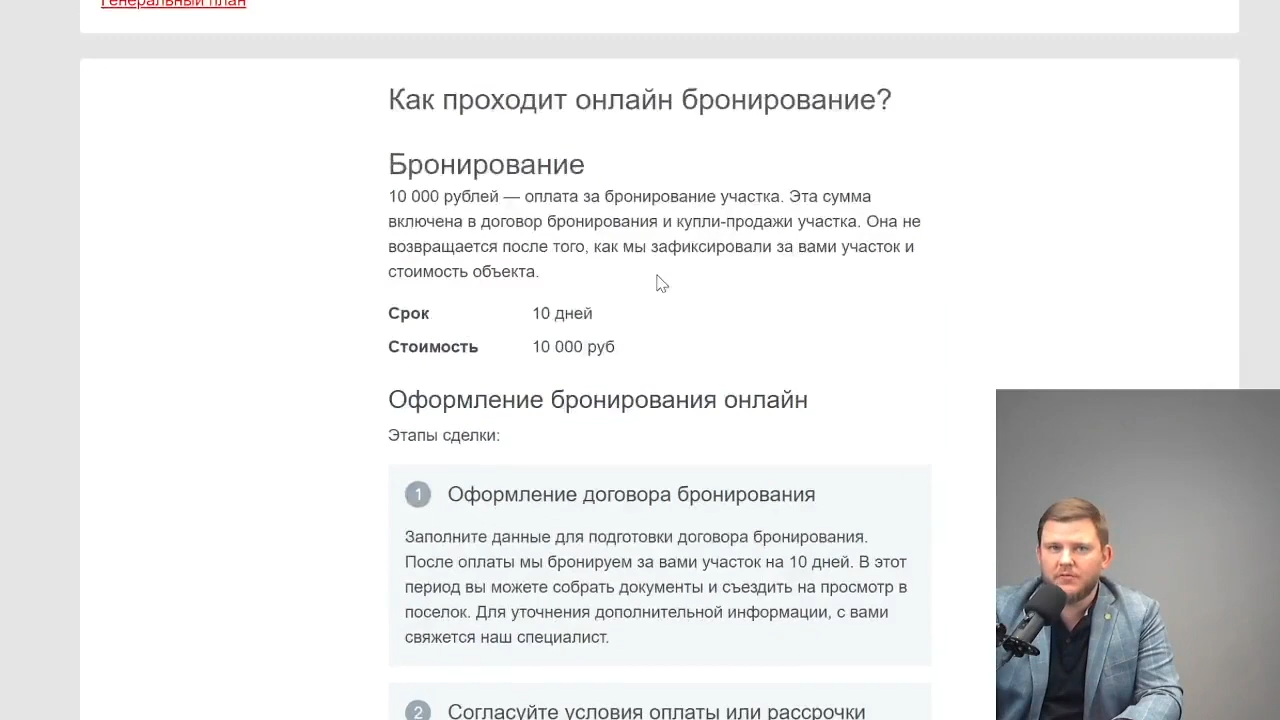 Генеральный план
Как проходит онлайн бронирование?
Бронирование
10 000 рублей — оплата за бронирование участка. Эта сумма
включена в договор бронирования и купли-продажи участка. Она не
возвращается после того, как мы зафиксировали за вами участок и
стоимость объекта.
Срок 10 дней
Стоимость 10 000 руб
Оформление бронирования онлайн
Этапы сделки:
1 Оформление договора бронирования
Заполните данные для подготовки договора бронирования.
После оплаты мы бронируем за вами участок на 10 дней. В этот
период вы можете собрать документы и съездить на просмотр в
поселок. Для уточнения дополнительной информации, с вами
свяжется наш специалист.
2 Согласуйте условия оплаты или рассрочки